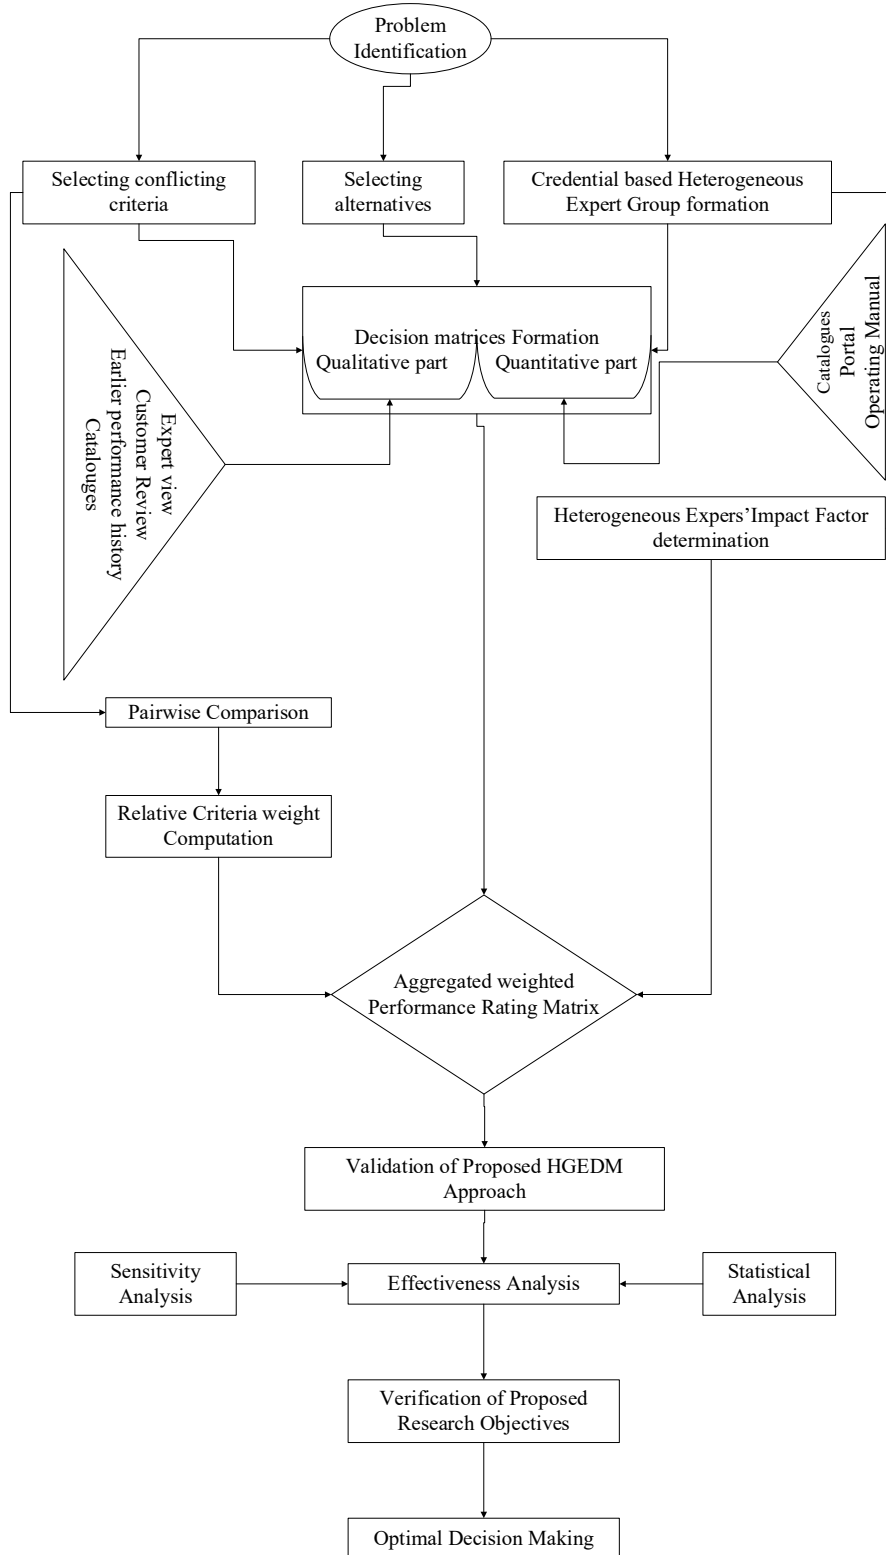 Problem
Identification
Selecting conflicting
criteria
Selecting
alternatives
Credential based Heterogeneous
Expert Group formation
Decision matrices Formation
Qualitative part
Quantitative part
Catalogues
Portal
Operating Manual
Expert view
Customer Review
Earlier performance history
Catalouges
Heterogeneous Expers’Impact Factor
determination
Pairwise Comparison
Relative Criteria weight
Computation
Aggregated weighted
Performance Rating Matrix
Validation of Proposed HGEDM
Approach
Sensitivity
Analysis
Effectiveness Analysis
Statistical
Analysis
Verification of Proposed
Research Objectives
Optimal Decision Making